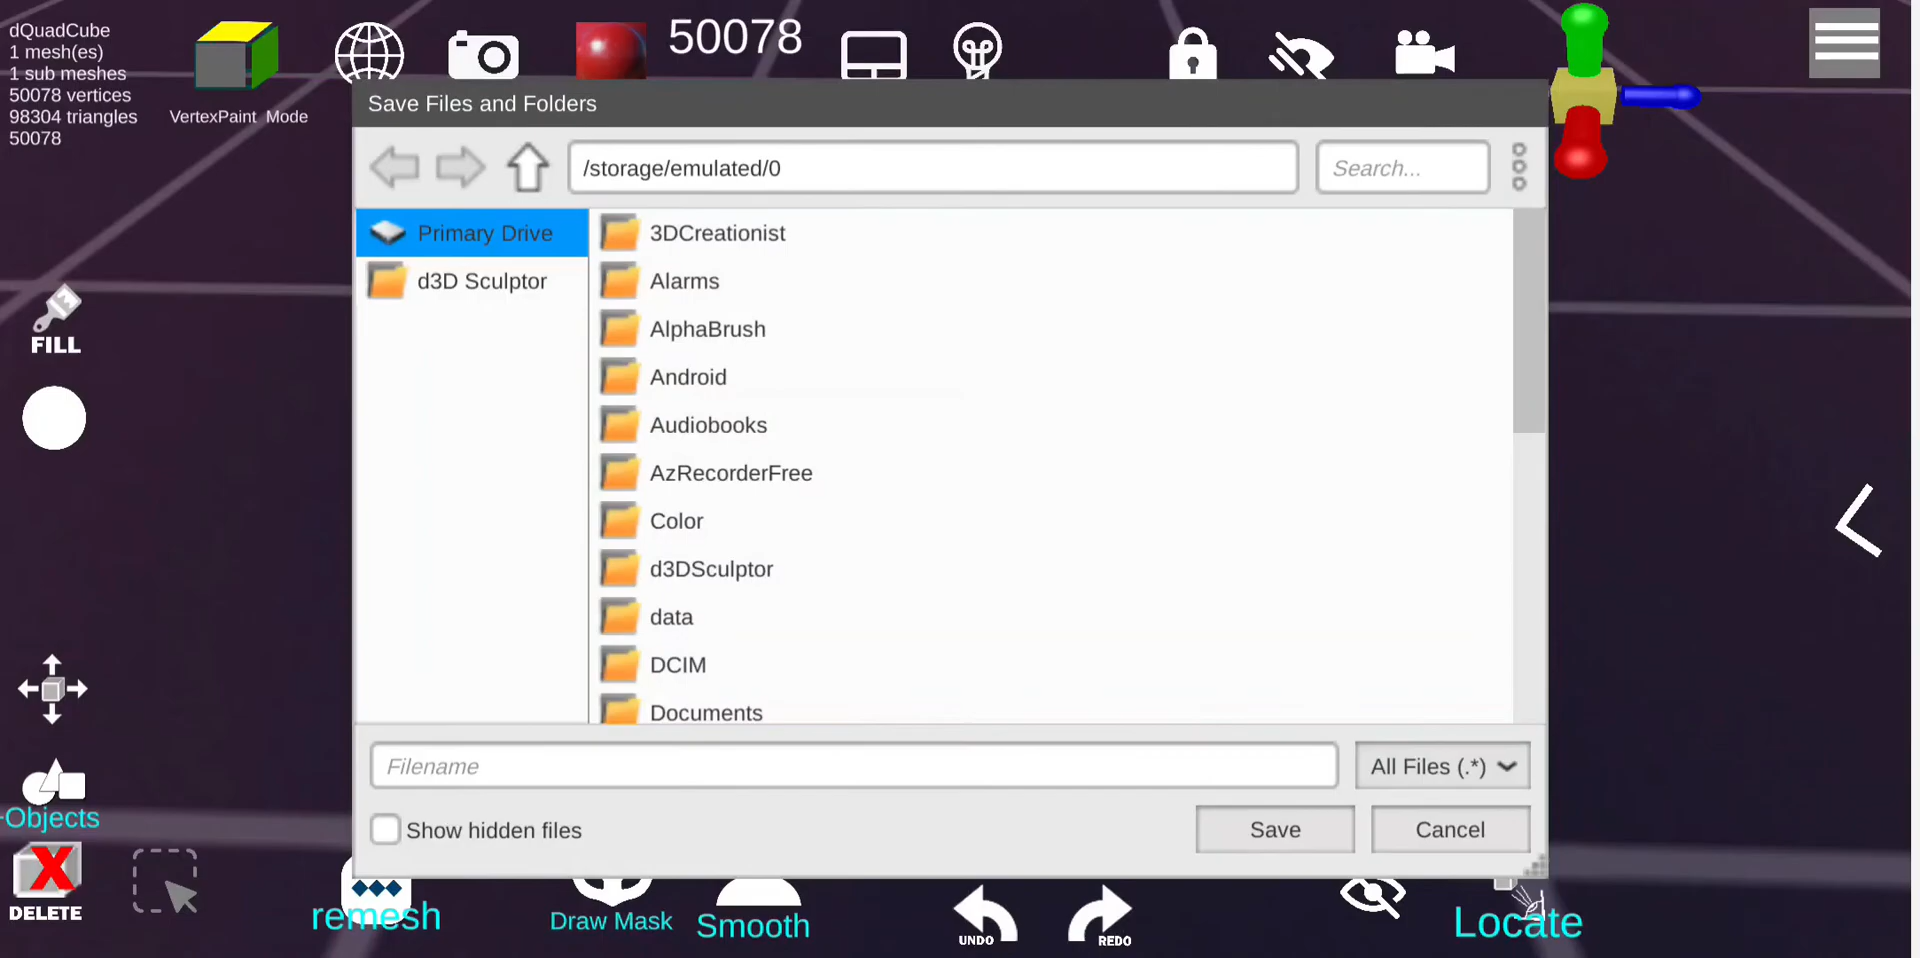 dQuadCube
1 mesh(es)
1 sub meshes
50078 vertices
98304 triangles
50078
VertexPaint Mode
50078
Save Files and Folders
/storage/emulated/0
Search...
Primary Drive
d3D Sculptor
3DCreationist
Alarms
AlphaBrush
Android
Audiobooks
AzRecorderFree
Color
d3DSculptor
data
DCIM
Documents
Filename
All Files (.*)
Show hidden files
Save
Cancel
FILL
-Objects
X
DELETE
remesh
Draw Mask
Smooth
UNDO
REDO
Locate